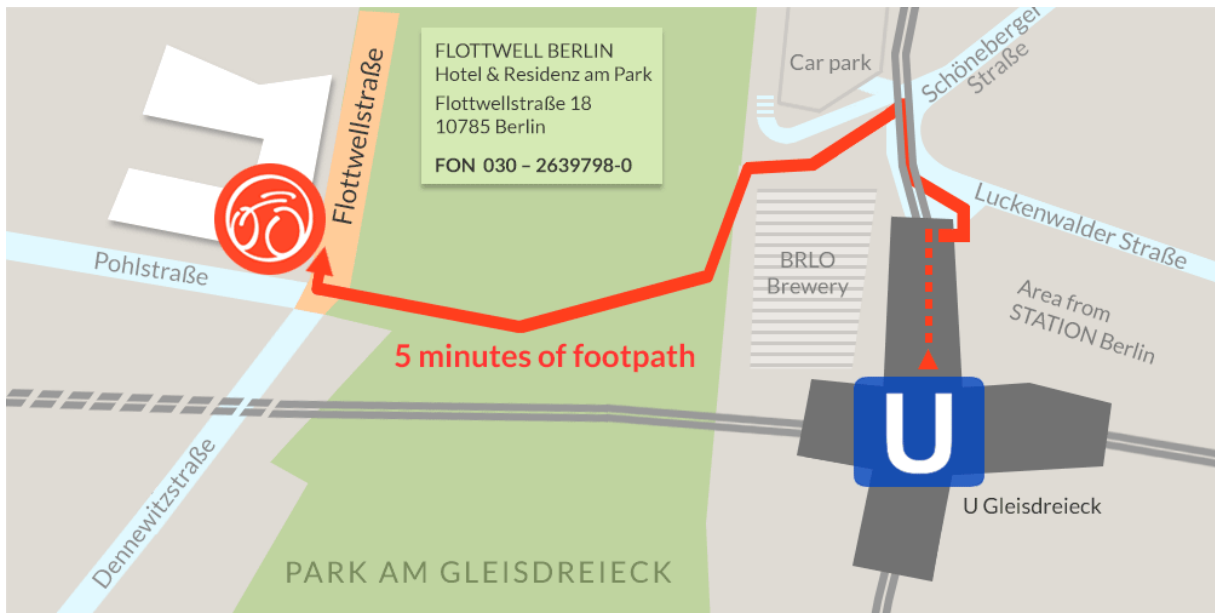 FLOTTWELL BERLIN
Hotel & Residenz am Park
Flottwellstraße 18
10785 Berlin
FON 030 – 2639798-0
Flottwellstraße
Car park
Schöneberger
Straße
Luckenwalder Straße
Pohlstraße
BRLO
Brewery
Area from
STATION Berlin
5 minutes of footpath
U
U Gleisdreieck
Dennewitzstraße
PARK AM GLEISDREIECK